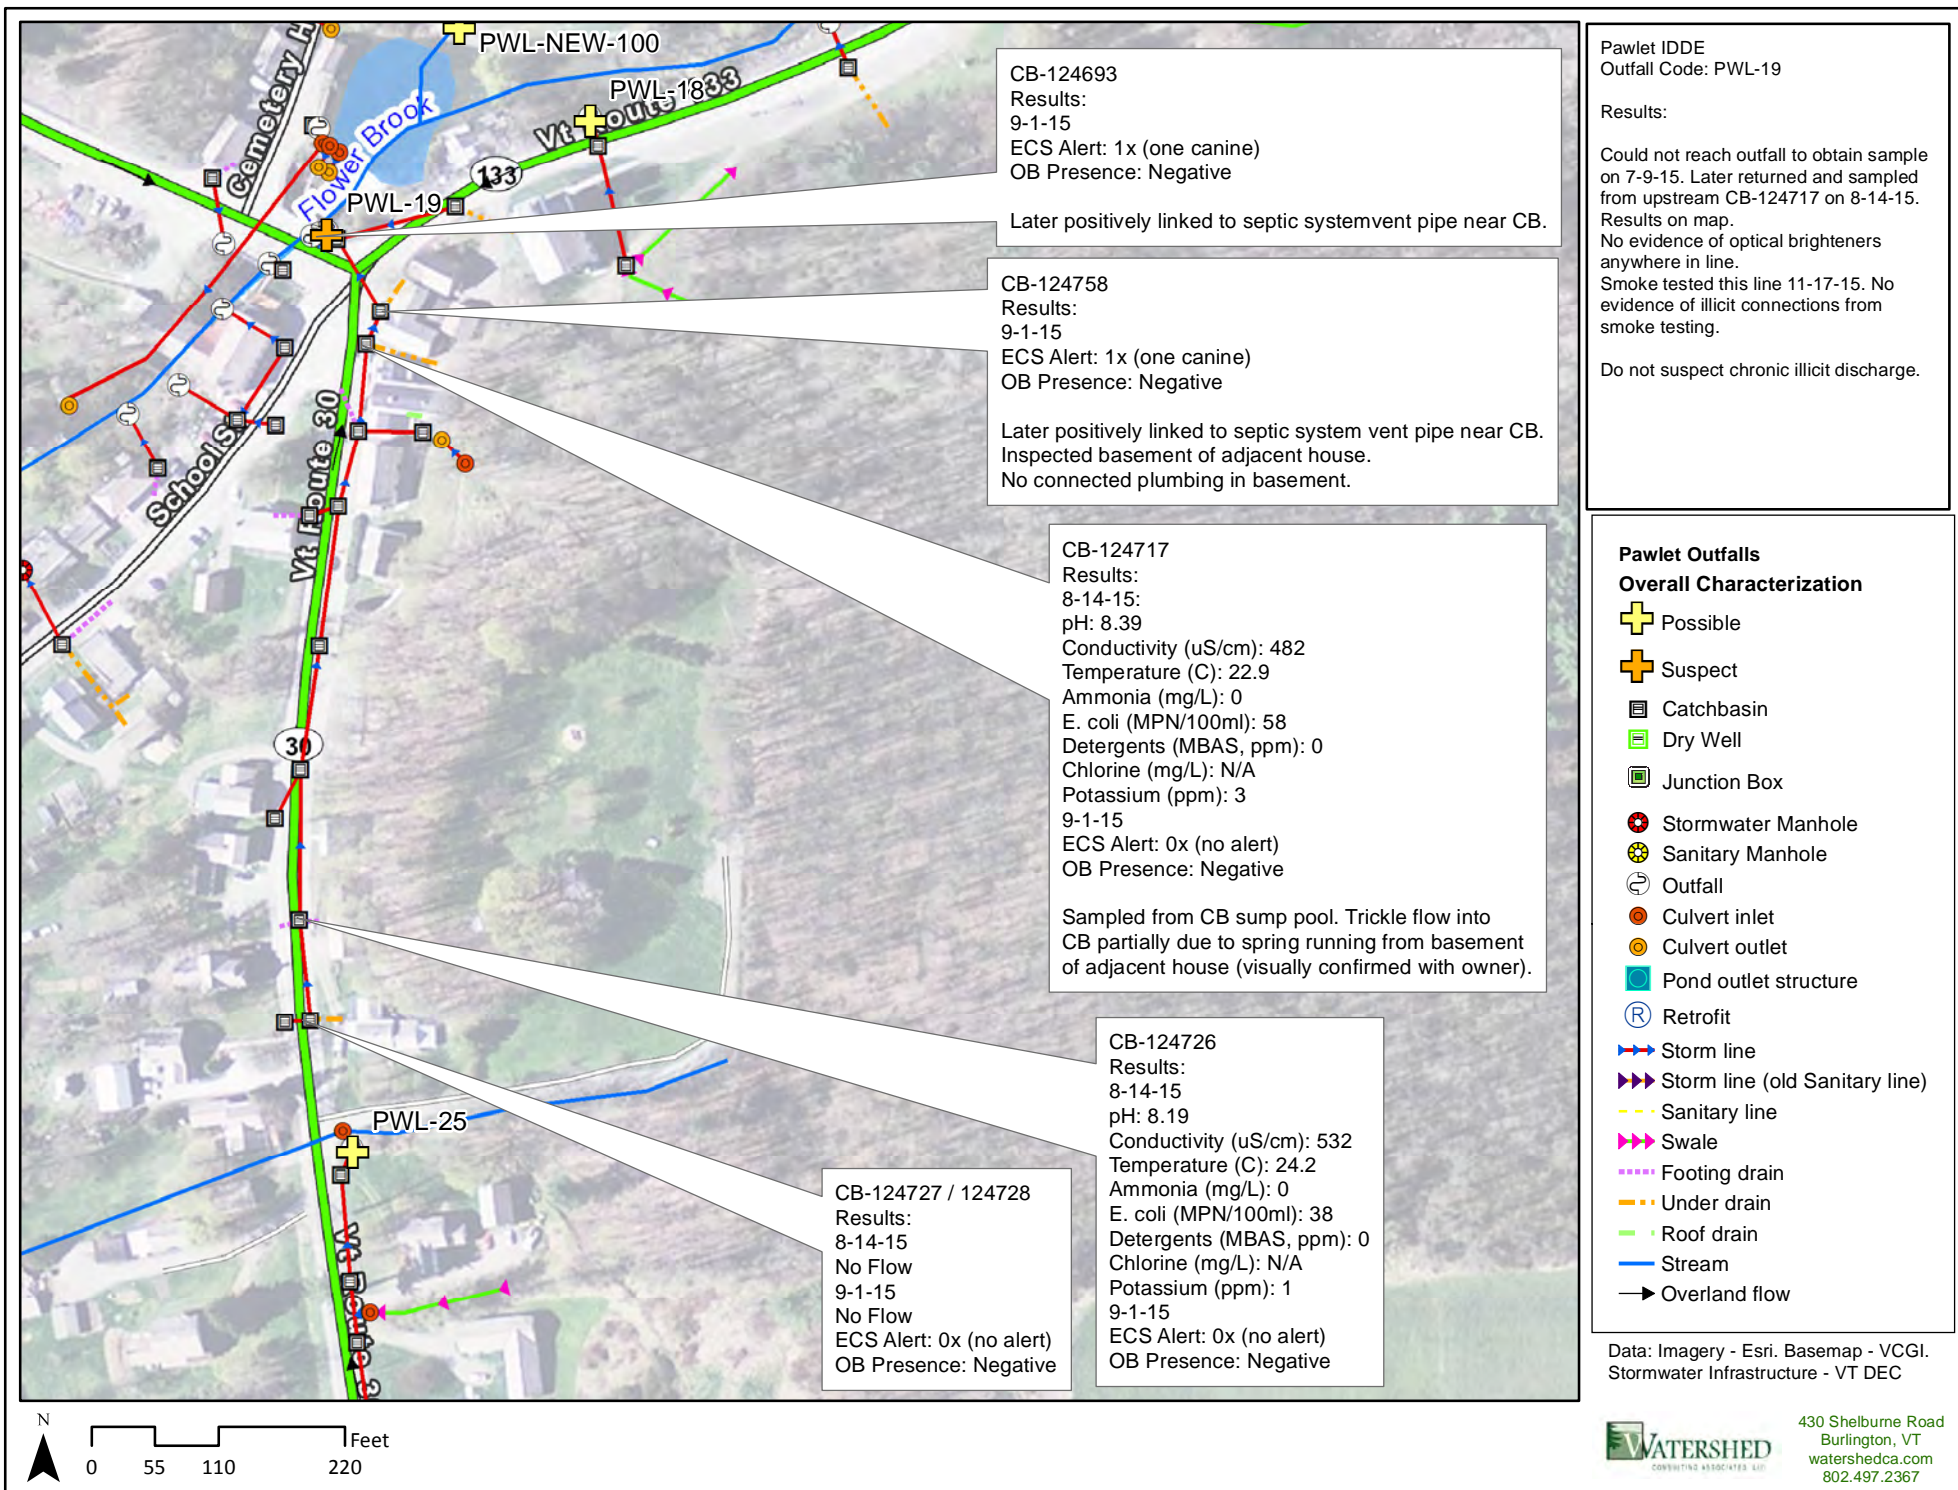 PWL-NEW-100
PWL-18
Cemetery H
Flower Brook
Vt Route 133
133
PWL-19
School S
Vt Route 30
30
PWL-25
Vt Route 3
CB-124693
Results:
9-1-15
ECS Alert: 1x (one canine)
OB Presence: Negative
Later positively linked to septic systemvent pipe near CB.
CB-124758
Results:
9-1-15
ECS Alert: 1x (one canine)
OB Presence: Negative
Later positively linked to septic system vent pipe near CB.
Inspected basement of adjacent house.
No connected plumbing in basement.
CB-124717
Results:
8-14-15:
pH: 8.39
Conductivity (uS/cm): 482
Temperature (C): 22.9
Ammonia (mg/L): 0
E. coli (MPN/100ml): 58
Detergents (MBAS, ppm): 0
Chlorine (mg/L): N/A
Potassium (ppm): 3
9-1-15
ECS Alert: 0x (no alert)
OB Presence: Negative
Sampled from CB sump pool. Trickle flow into
CB partially due to spring running from basement
of adjacent house (visually confirmed with owner).
CB-124726
Results:
8-14-15
pH: 8.19
Conductivity (uS/cm): 532
Temperature (C): 24.2
Ammonia (mg/L): 0
E. coli (MPN/100ml): 38
Detergents (MBAS, ppm): 0
Chlorine (mg/L): N/A
Potassium (ppm): 1
9-1-15
ECS Alert: 0x (no alert)
OB Presence: Negative
CB-124727 / 124728
Results:
8-14-15
No Flow
9-1-15
No Flow
ECS Alert: 0x (no alert)
OB Presence: Negative
Pawlet IDDE
Outfall Code: PWL-19
Results:
Could not reach outfall to obtain sample
on 7-9-15. Later returned and sampled
from upstream CB-124717 on 8-14-15.
Results on map.
No evidence of optical brighteners
anywhere in line.
Smoke tested this line 11-17-15. No
evidence of illicit connections from
smoke testing.
Do not suspect chronic illicit discharge.
Pawlet Outfalls
Overall Characterization
Possible
Suspect
Catchbasin
Dry Well
Junction Box
Stormwater Manhole
Sanitary Manhole
Outfall
Culvert inlet
Culvert outlet
Pond outlet structure
R Retrofit
Storm line
Storm line (old Sanitary line)
Sanitary line
Swale
Footing drain
Under drain
Roof drain
Stream
Overland flow
Data: Imagery - Esri. Basemap - VCGI.
Stormwater Infrastructure - VT DEC
N
Feet
0 55 110 220
WATERSHED
CONSULTING ASSOCIATES, LLC
430 Shelburne Road
Burlington, VT
watershedca.com
802.497.2367